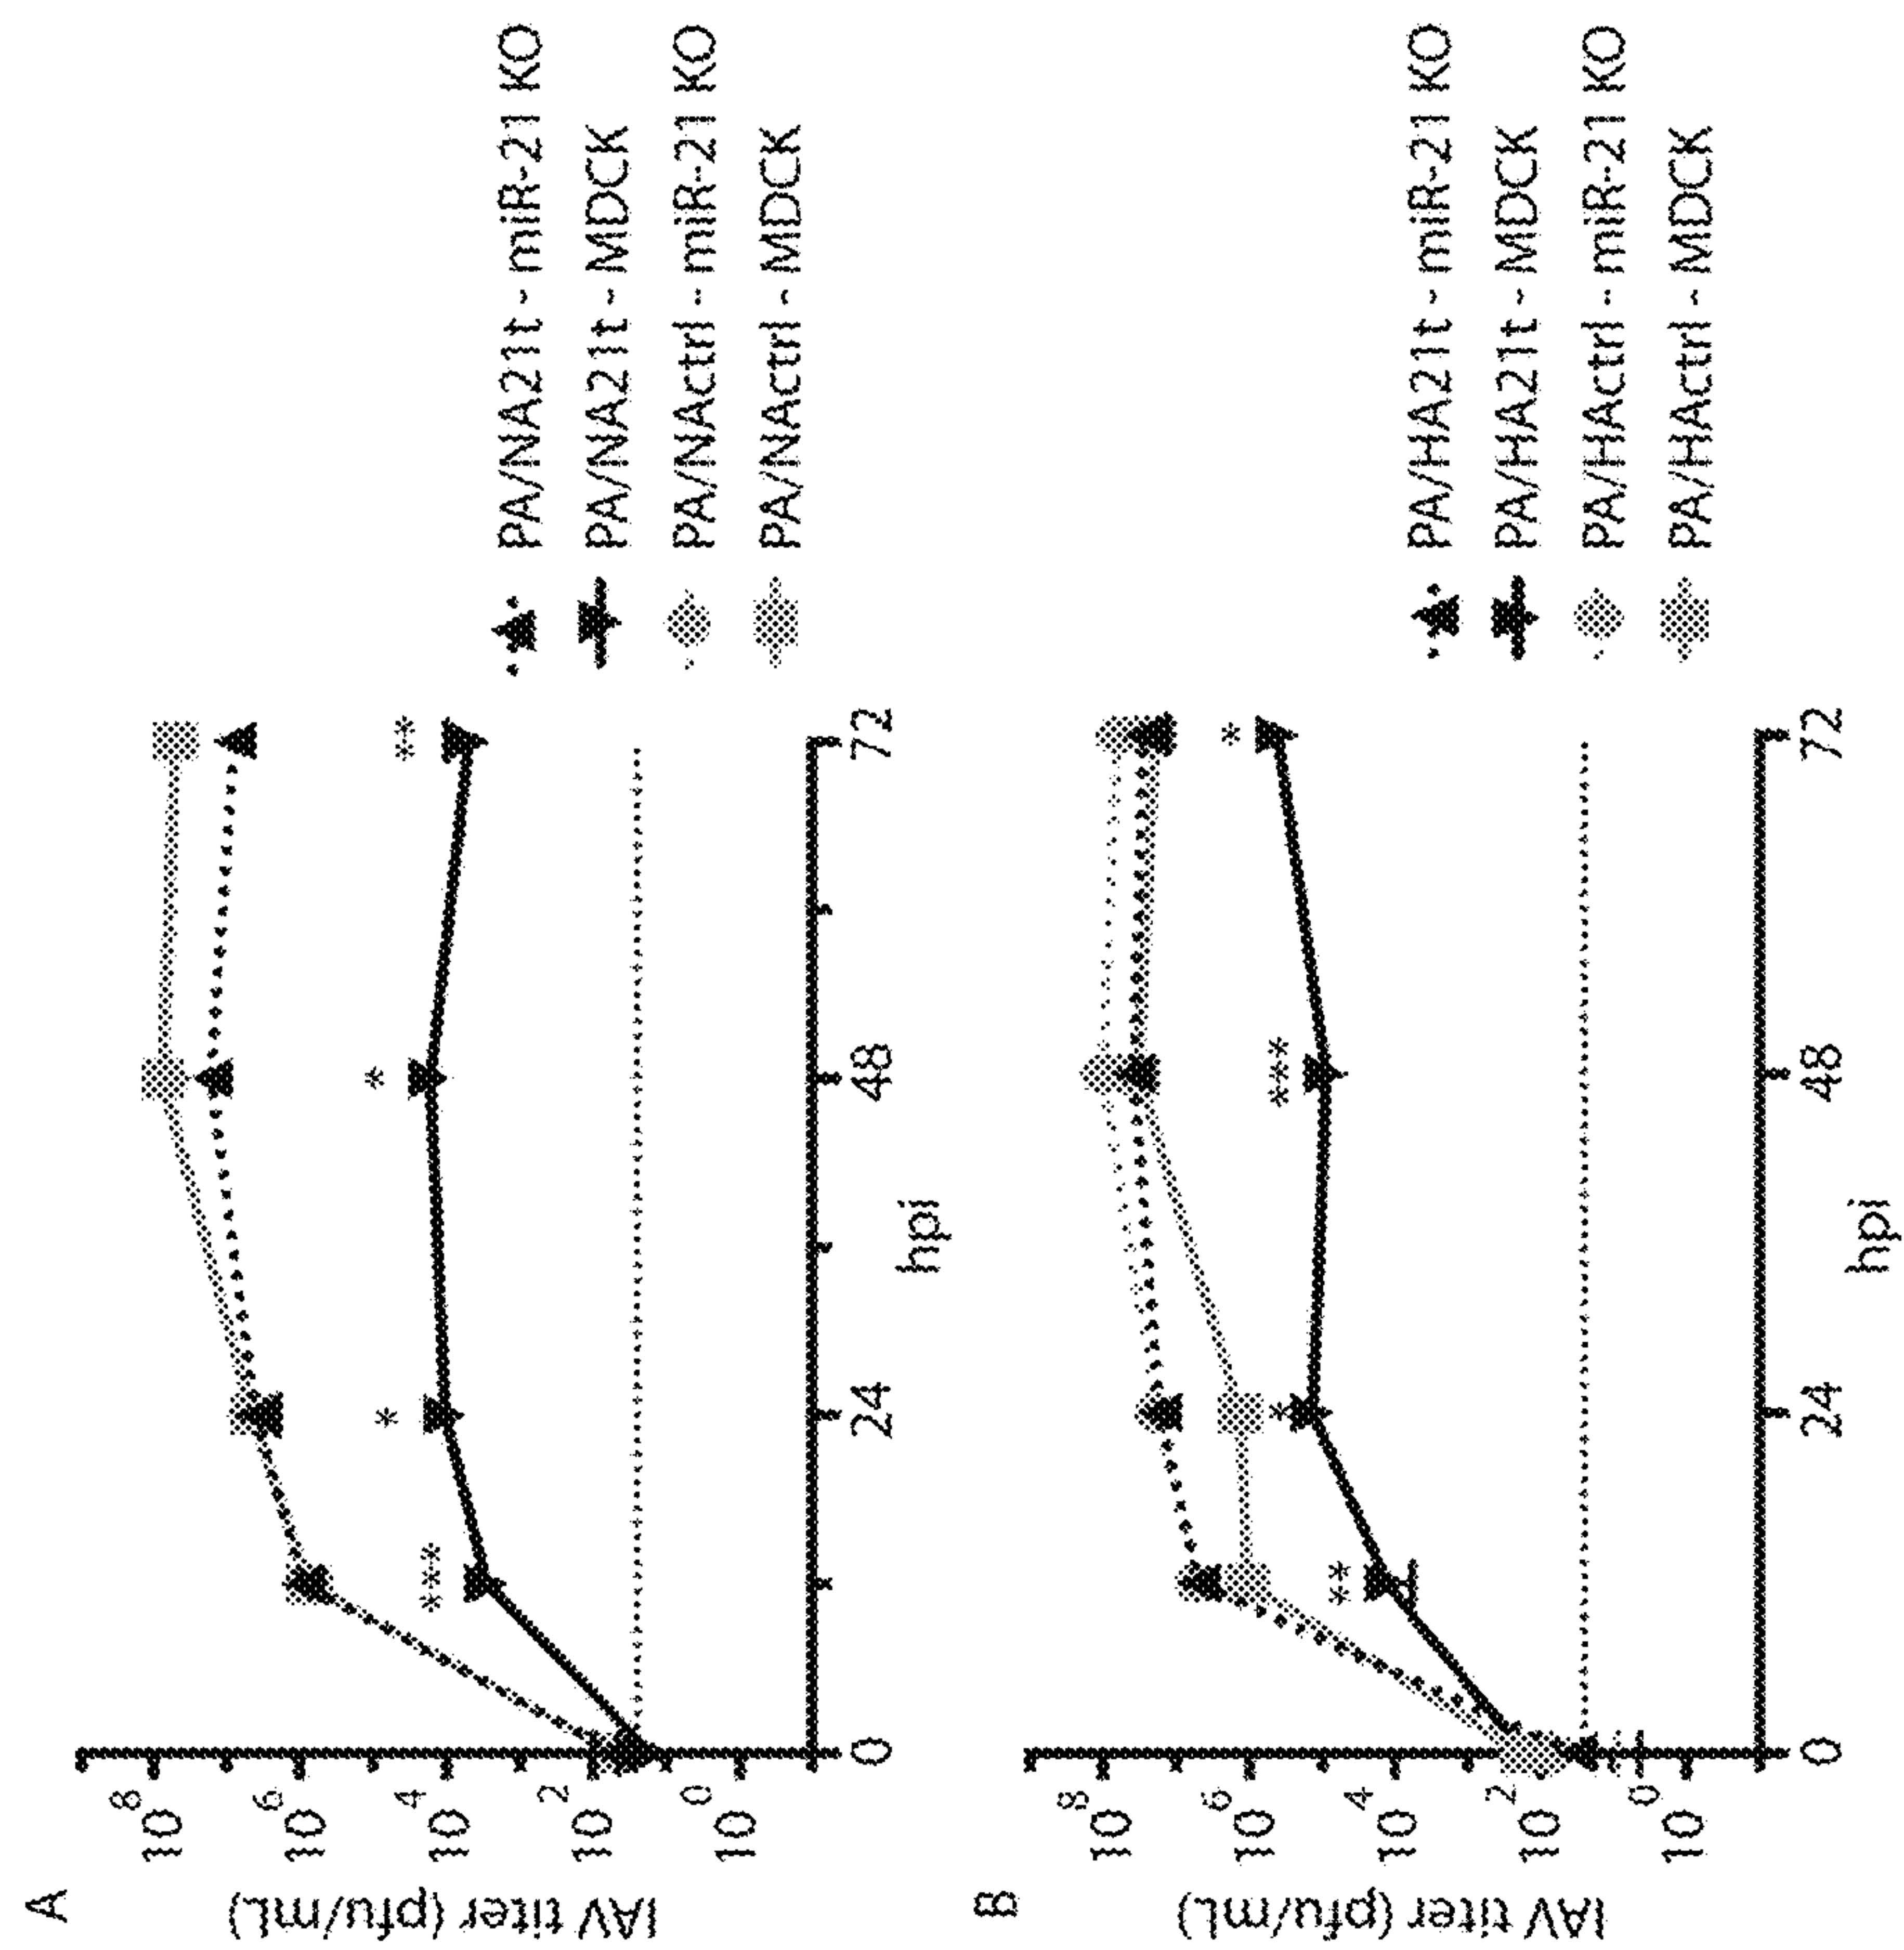 A
IAV titer (pfu/mL)
10^8
10^6
10^4
10^2
10^0
***
*
*
**
0
24
48
72
hpi
PA/NA21t - miR-21 KO
PA/NA21t - MDCK
PA/NActrl - miR-21 KO
PA/NActrl - MDCK
B
IAV titer (pfu/mL)
10^8
10^6
10^4
10^2
10^0
**
*
***
*
0
24
48
72
hpi
PA/HA21t - miR-21 KO
PA/HA21t - MDCK
PA/HActrl - miR-21 KO
PA/HActrl - MDCK